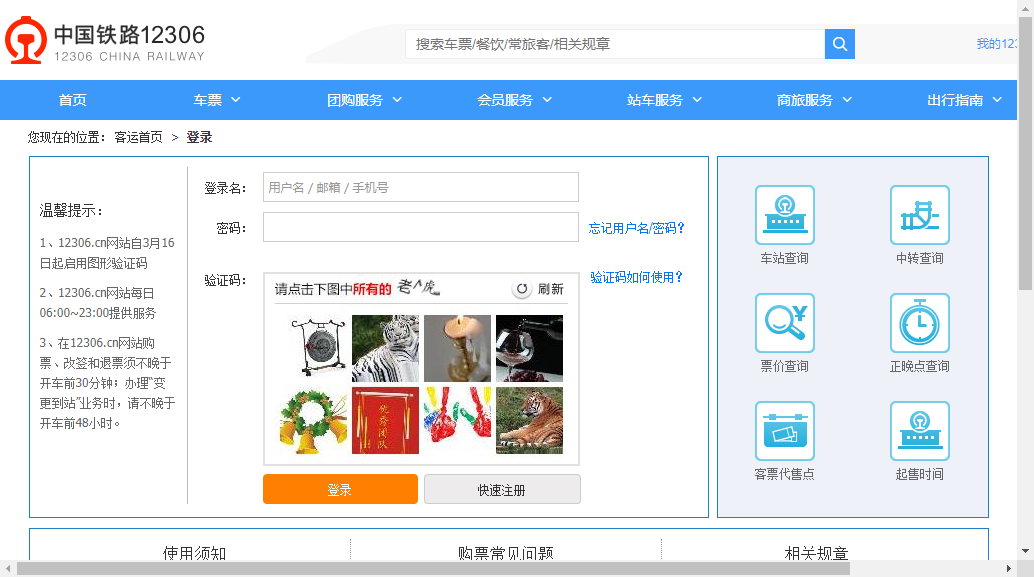 中国铁路12306
12306 CHINA RAILWAY
搜索车票/餐饮/常旅客/相关规章
我的123
首页
车票
团购服务
会员服务
站车服务
商旅服务
出行指南
您现在的位置： 客运首页 > 登录
温馨提示：
1、12306.cn网站自3月16
日起启用图形验证码
2、12306.cn网站每日
06:00~23:00提供服务
3、在12306.cn网站购
票、改签和退票须不晚于
开车前30分钟；办理“变
更到站”业务时，请不晚于
开车前48小时。
登录名：
用户名 / 邮箱 / 手机号
密码：
忘记用户名/密码？
验证码：
请点击下图中所有的 老虎
刷新
验证码如何使用？
优秀团队
登录
快速注册
车站查询
中转查询
票价查询
正晚点查询
客票代售点
起售时间
使用须知
购票常见问题
相关规章